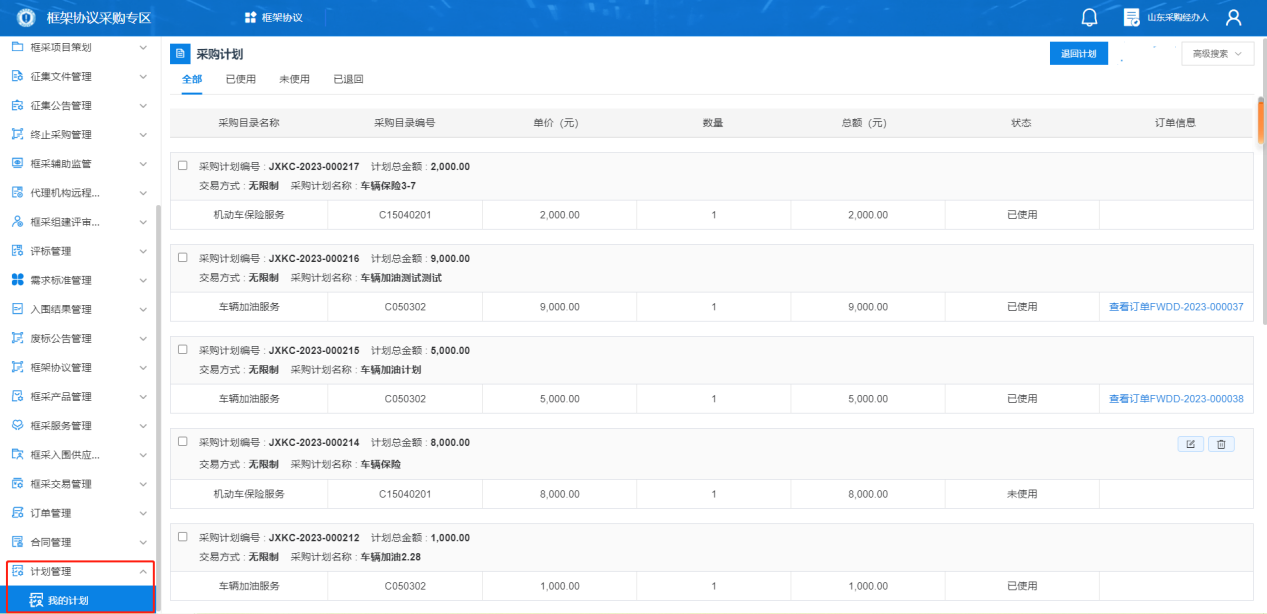 框架协议采购专区
框架协议
山东采购经办人
框采项目策划
征集文件管理
征集公告管理
终止采购管理
框采辅助监管
代理机构远程...
框采组建评审...
评标管理
需求标准管理
入围结果管理
废标公告管理
框架协议管理
框采产品管理
框采服务管理
框采入围供应...
框采交易管理
订单管理
合同管理
计划管理
我的计划
采购计划
退回计划
高级搜索
全部 已使用 未使用 已退回
采购目录名称 采购目录编号 单价（元） 数量 总额（元） 状态 订单信息
采购计划编号 : JXKC-2023-000217 计划总金额 : 2,000.00
交易方式 : 无限制 采购计划名称 : 车辆保险3-7
机动车保险服务 C15040201 2,000.00 1 2,000.00 已使用
采购计划编号 : JXKC-2023-000216 计划总金额 : 9,000.00
交易方式 : 无限制 采购计划名称 : 车辆加油测试测试
车辆加油服务 C050302 9,000.00 1 9,000.00 已使用 查看订单FWDD-2023-000037
采购计划编号 : JXKC-2023-000215 计划总金额 : 5,000.00
交易方式 : 无限制 采购计划名称 : 车辆加油计划
车辆加油服务 C050302 5,000.00 1 5,000.00 已使用 查看订单FWDD-2023-000038
采购计划编号 : JXKC-2023-000214 计划总金额 : 8,000.00
交易方式 : 无限制 采购计划名称 : 车辆保险
机动车保险服务 C15040201 8,000.00 1 8,000.00 未使用
采购计划编号 : JXKC-2023-000212 计划总金额 : 1,000.00
交易方式 : 无限制 采购计划名称 : 车辆加油2.28
车辆加油服务 C050302 1,000.00 1 1,000.00 已使用